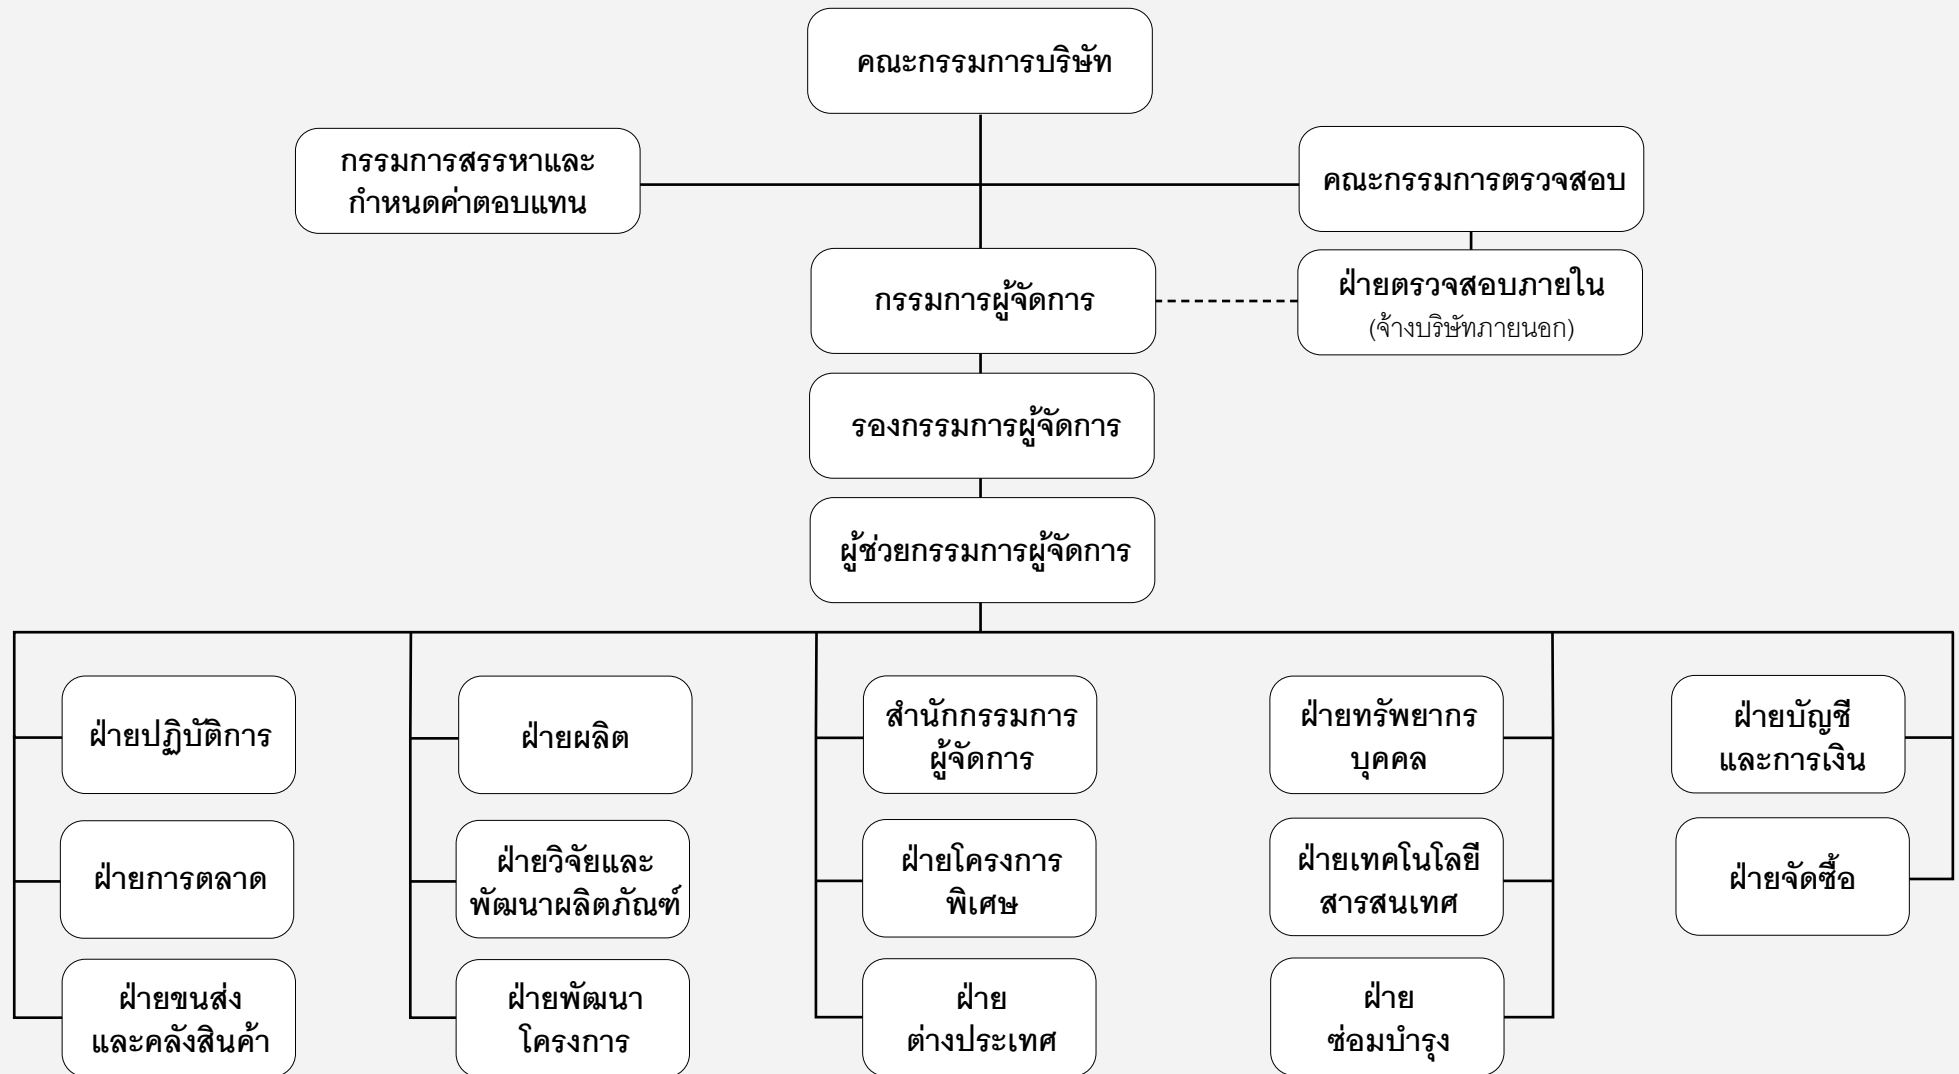 คณะกรรมการบริษัท
กรรมการสรรหาและ
กำหนดค่าตอบแทน
คณะกรรมการตรวจสอบ
กรรมการผู้จัดการ
ฝ่ายตรวจสอบภายใน
(จ้างบริษัทภายนอก)
รองกรรมการผู้จัดการ
ผู้ช่วยกรรมการผู้จัดการ
ฝ่ายปฏิบัติการ
ฝ่ายผลิต
สำนักกรรมการ
ผู้จัดการ
ฝ่ายทรัพยากร
บุคคล
ฝ่ายบัญชี
และการเงิน
ฝ่ายการตลาด
ฝ่ายวิจัยและ
พัฒนาผลิตภัณฑ์
ฝ่ายโครงการ
พิเศษ
ฝ่ายเทคโนโลยี
สารสนเทศ
ฝ่ายจัดซื้อ
ฝ่ายขนส่ง
และคลังสินค้า
ฝ่ายพัฒนา
โครงการ
ฝ่าย
ต่างประเทศ
ฝ่าย
ซ่อมบำรุง